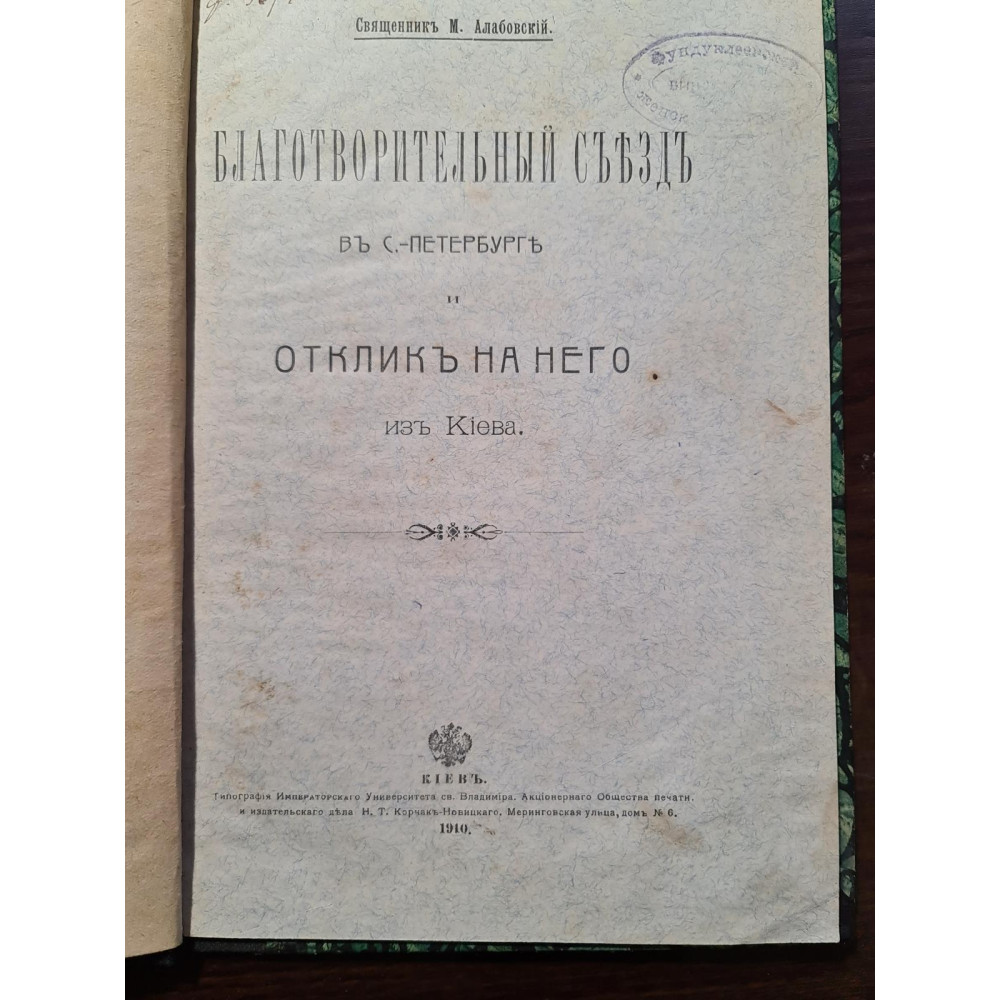 Священникъ М. Алабовскій.
Фундуклеевской
БЛАГОТВОРИТЕЛЬНЫЙ СЪѢЗДЪ
ВЪ С.-ПЕТЕРБУРГѢ
И
ОТКЛИКЪ НА НЕГО
изъ Кіева.
КІЕВЪ.
Типографія Императорскаго Университета св. Владиміра. Акціонернаго Общества печати.
и издательскаго дѣла Н. Т. Корчакъ-Новицкаго, Меринговская улица, домъ № 6.
1910.